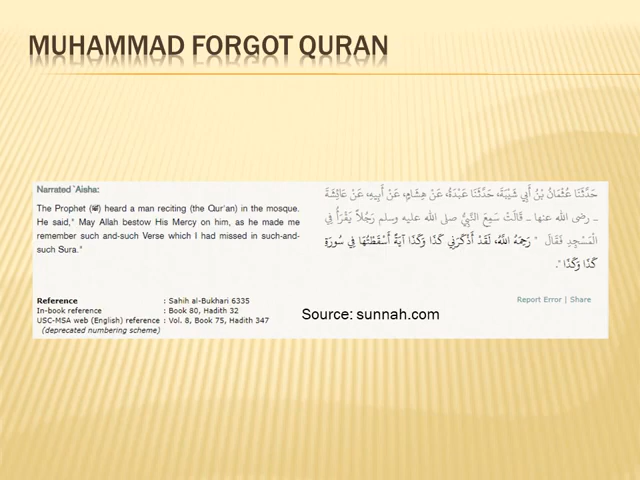 MUHAMMAD FORGOT QURAN
Narrated `Aisha:
The Prophet (ﷺ) heard a man reciting (the Qur'an) in the mosque.
He said," May Allah bestow His Mercy on him, as he made me
remember such and-such Verse which I had missed in such-and-
such Sura."
حَدَّثَنَا عُثْمَانُ بْنُ أَبِي شَيْبَةَ، حَدَّثَنَا عَبْدَةُ، عَنْ هِشَامٍ، عَنْ أَبِيهِ، عَنْ عَائِشَةَ
ـ رضى الله عنها ـ قَالَتْ سَمِعَ النَّبِيُّ صلى الله عليه وسلم رَجُلاً يَقْرَأُ فِي
الْمَسْجِدِ فَقَالَ ‏"‏ رَحِمَهُ اللَّهُ، لَقَدْ أَذْكَرَنِي كَذَا وَكَذَا آيَةً أَسْقَطْتُهَا فِي سُورَةِ
كَذَا وَكَذَا ‏"‏‏.‏
Reference : Sahih al-Bukhari 6335
In-book reference : Book 80, Hadith 32
USC-MSA web (English) reference : Vol. 8, Book 75, Hadith 347
(deprecated numbering scheme)
Report Error | Share
Source: sunnah.com